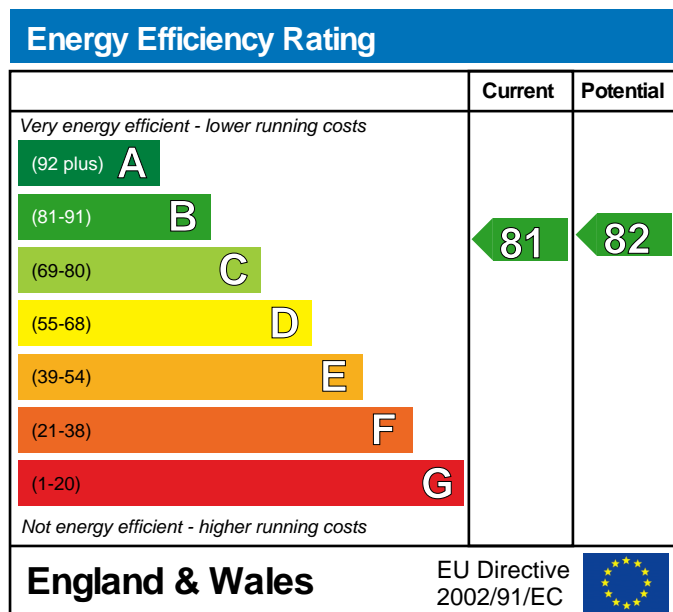 Energy Efficiency Rating
Current Potential
Very energy efficient - lower running costs
(92 plus) A
(81-91) B
81 82
(69-80) C
(55-68) D
(39-54) E
(21-38) F
(1-20) G
Not energy efficient - higher running costs
England & Wales
EU Directive
2002/91/EC